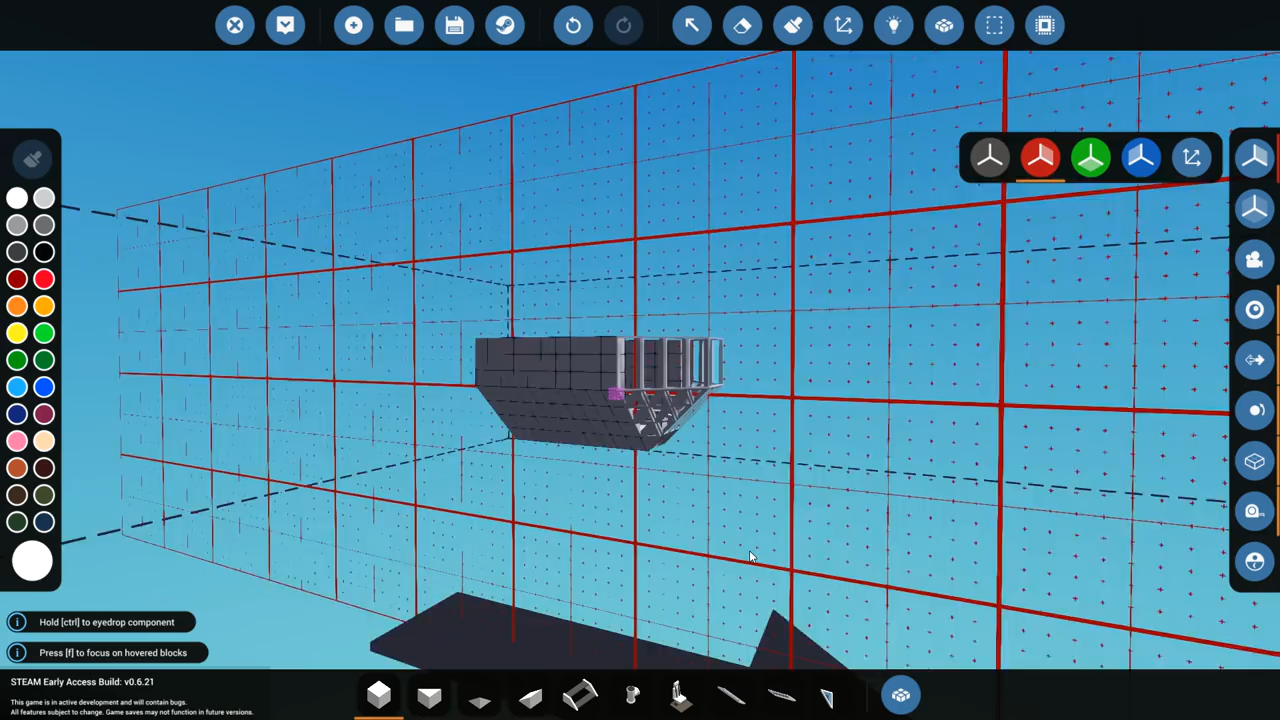 Hold [ctrl] to eyedrop component
Press [f] to focus on hovered blocks
STEAM Early Access Build: v0.6.21
This game is in active development and will contain bugs.
All features subject to change. Game saves may not function in future versions.